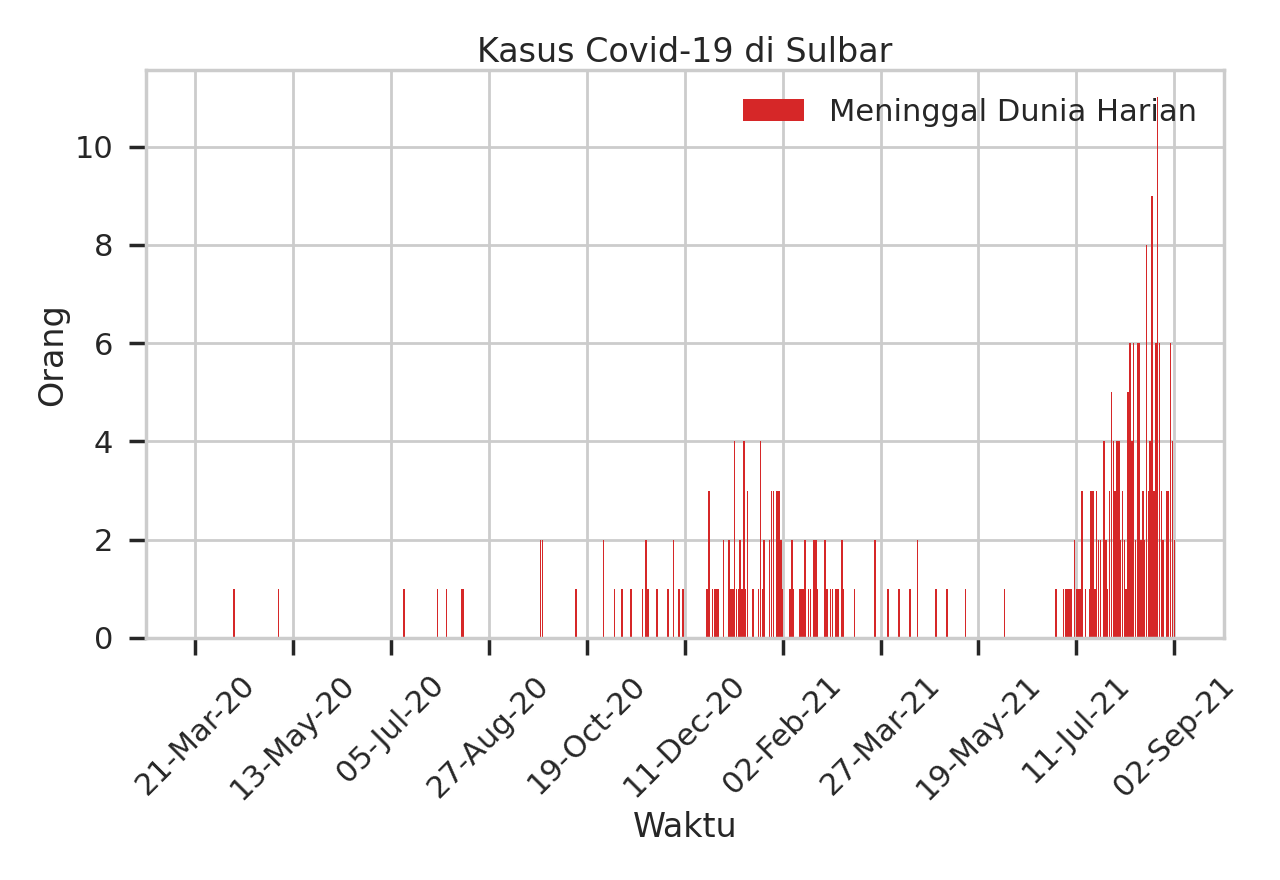 Kasus Covid-19 di Sulbar
Meninggal Dunia Harian
Orang
10
8
6
4
2
0
21-Mar-20
13-May-20
05-Jul-20
27-Aug-20
19-Oct-20
11-Dec-20
02-Feb-21
27-Mar-21
19-May-21
11-Jul-21
02-Sep-21
Waktu